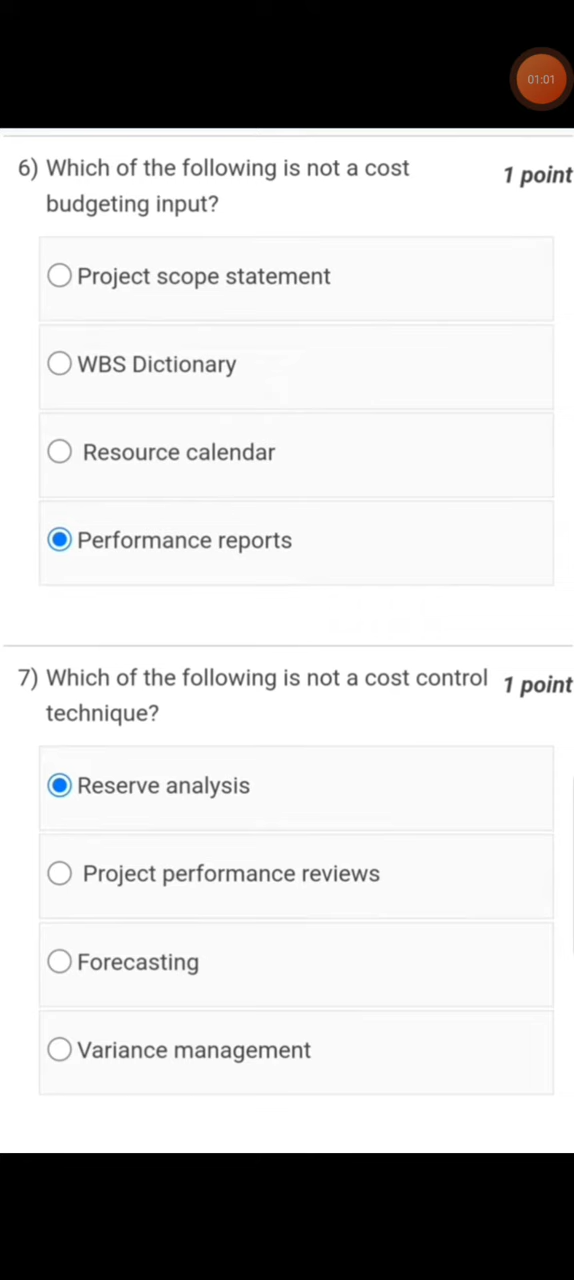 01:01
6) Which of the following is not a cost
1 point
budgeting input?
Project scope statement
WBS Dictionary
Resource calendar
Performance reports
7) Which of the following is not a cost control
1 point
technique?
Reserve analysis
Project performance reviews
Forecasting
Variance management